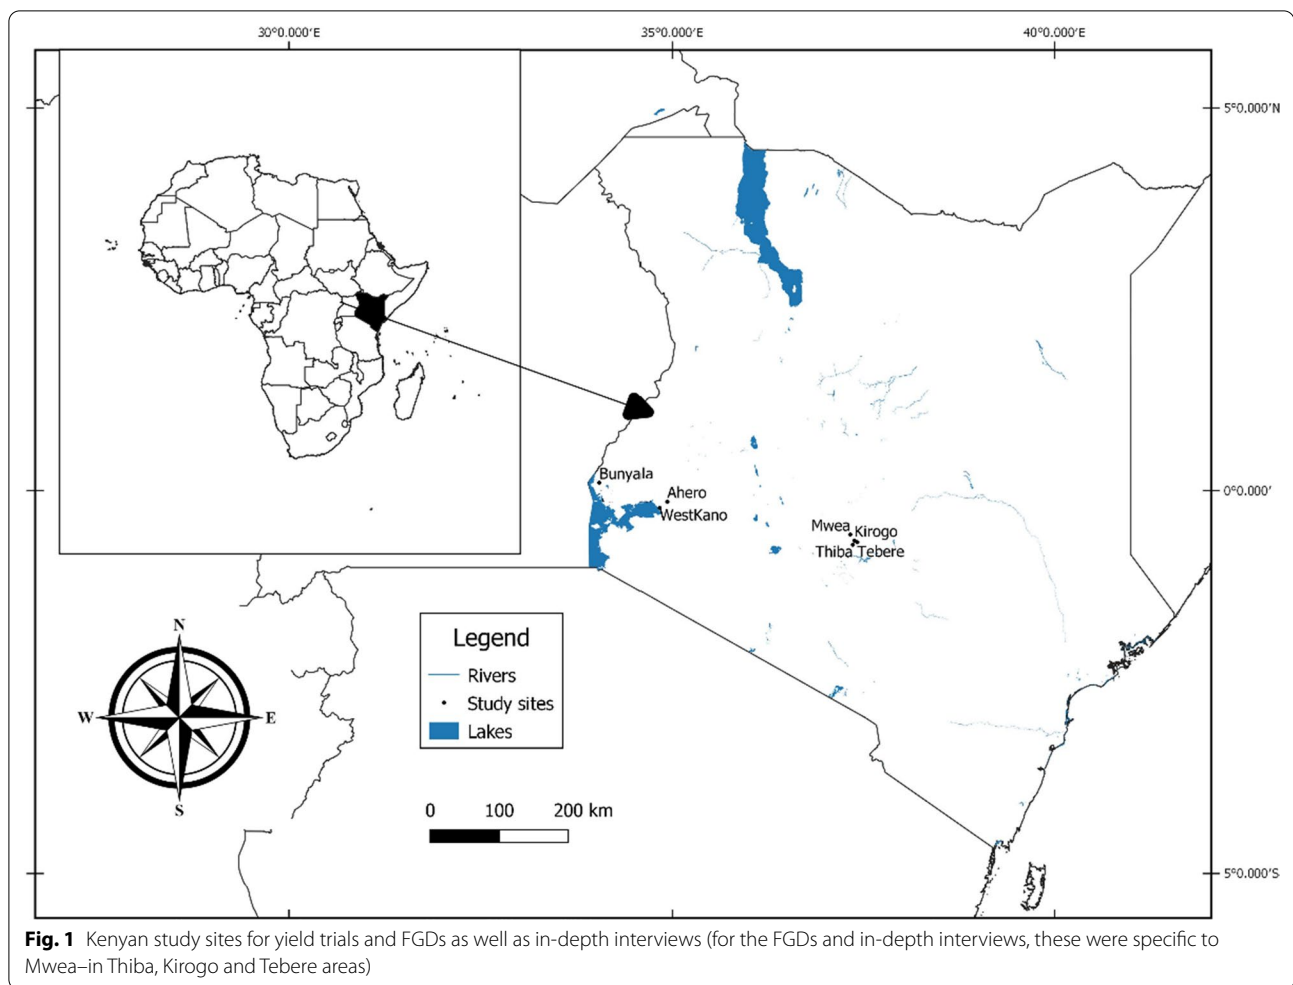 30°0.000'E
35°0.000'E
40°0.000'E
5°0.000'N
Bunyala
Ahero
WestKano
0°0.000'
Mwea
Kirogo
Thiba Tebere
Legend
Rivers
Study sites
Lakes
N
W
E
S
0 100 200 km
5°0.000'S
Fig. 1 Kenyan study sites for yield trials and FGDs as well as in-depth interviews (for the FGDs and in-depth interviews, these were specific to
Mwea–in Thiba, Kirogo and Tebere areas)